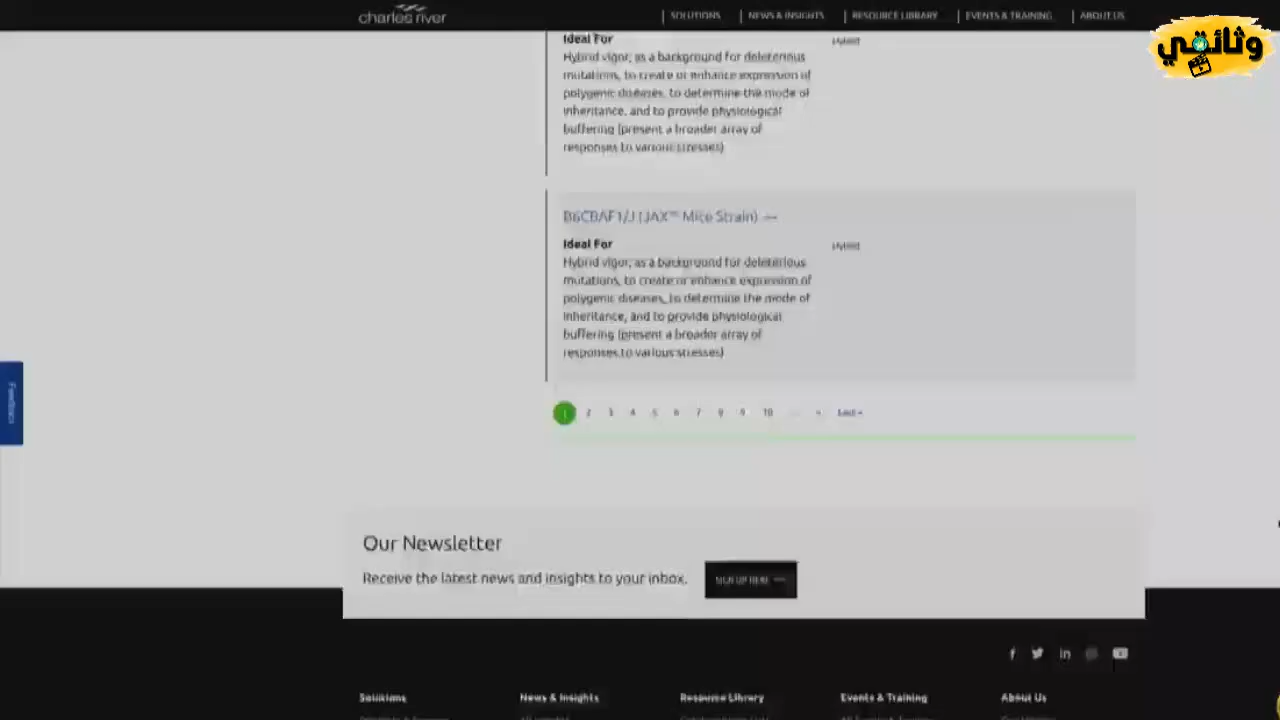 charles river
SOLUTIONS
NEWS & INSIGHTS
RESOURCE LIBRARY
EVENTS & TRAINING
ABOUT US
وثائقي
Ideal For
Hybrid
Hybrid vigor, as a background for deleterious
mutations, to create or enhance expression of
polygenic diseases, to determine the mode of
inheritance, and to provide physiological
buffering (present a broader array of
responses to various stresses)
B6CBAF1/J (JAX™ Mice Strain)
Ideal For
Hybrid
Hybrid vigor, as a background for deleterious
mutations, to create or enhance expression of
polygenic diseases, to determine the mode of
inheritance, and to provide physiological
buffering (present a broader array of
responses to various stresses)
1 2 3 4 5 6 7 8 9 10 ... » Last »
Feedback
Our Newsletter
Receive the latest news and insights to your inbox.
SIGN UP HERE
Solutions
News & Insights
Resource Library
Events & Training
About Us